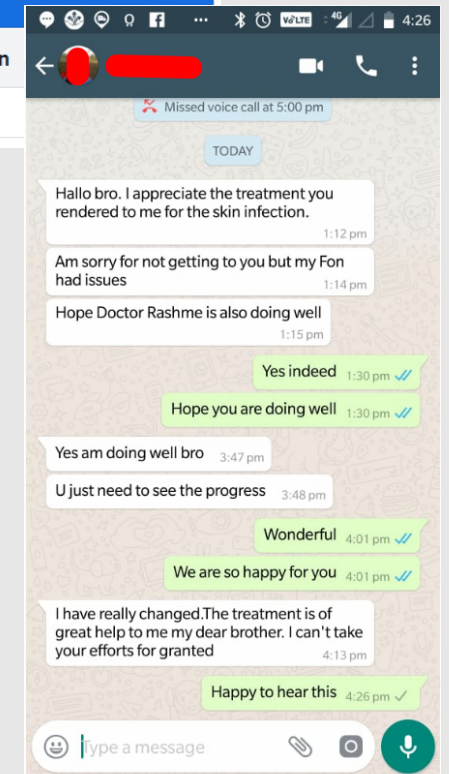 VoLTE 4G 4:26
n
Missed voice call at 5:00 pm
TODAY
Hallo bro. I appreciate the treatment you
rendered to me for the skin infection.
1:12 pm
Am sorry for not getting to you but my Fon
had issues
1:14 pm
Hope Doctor Rashme is also doing well
1:15 pm
Yes indeed 1:30 pm
Hope you are doing well 1:30 pm
Yes am doing well bro 3:47 pm
U just need to see the progress 3:48 pm
Wonderful 4:01 pm
We are so happy for you 4:01 pm
I have really changed.The treatment is of
great help to me my dear brother. I can't take
your efforts for granted
4:13 pm
Happy to hear this 4:26 pm
Type a message